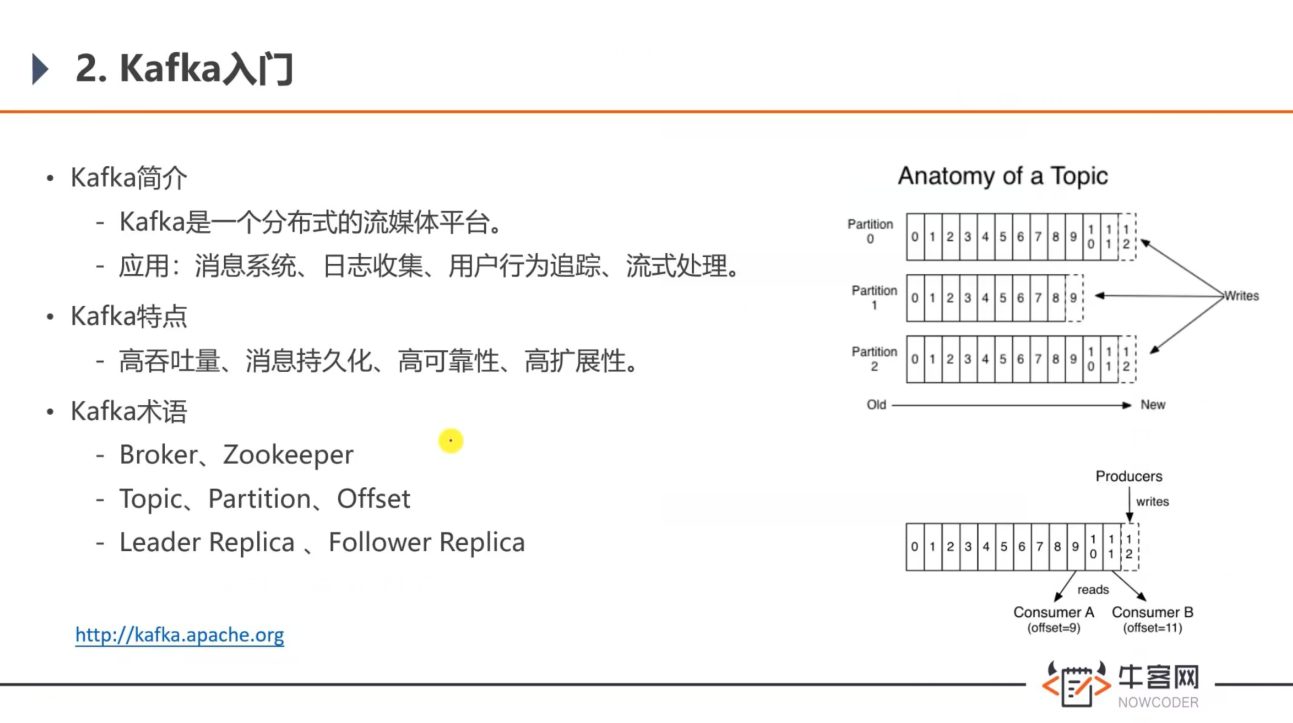 2. Kafka入门
• Kafka简介
- Kafka是一个分布式的流媒体平台。
- 应用：消息系统、日志收集、用户行为追踪、流式处理。
• Kafka特点
- 高吞吐量、消息持久化、高可靠性、高扩展性。
• Kafka术语
- Broker、Zookeeper
- Topic、Partition、Offset
- Leader Replica 、Follower Replica
http://kafka.apache.org
Anatomy of a Topic
Partition 0
0 1 2 3 4 5 6 7 8 9 10 11 12
Partition 1
0 1 2 3 4 5 6 7 8 9
Writes
Partition 2
0 1 2 3 4 5 6 7 8 9 10 11 12
Old New
Producers
writes
0 1 2 3 4 5 6 7 8 9 10 11 12
reads
Consumer A Consumer B
(offset=9) (offset=11)
牛客网
NOWCODER